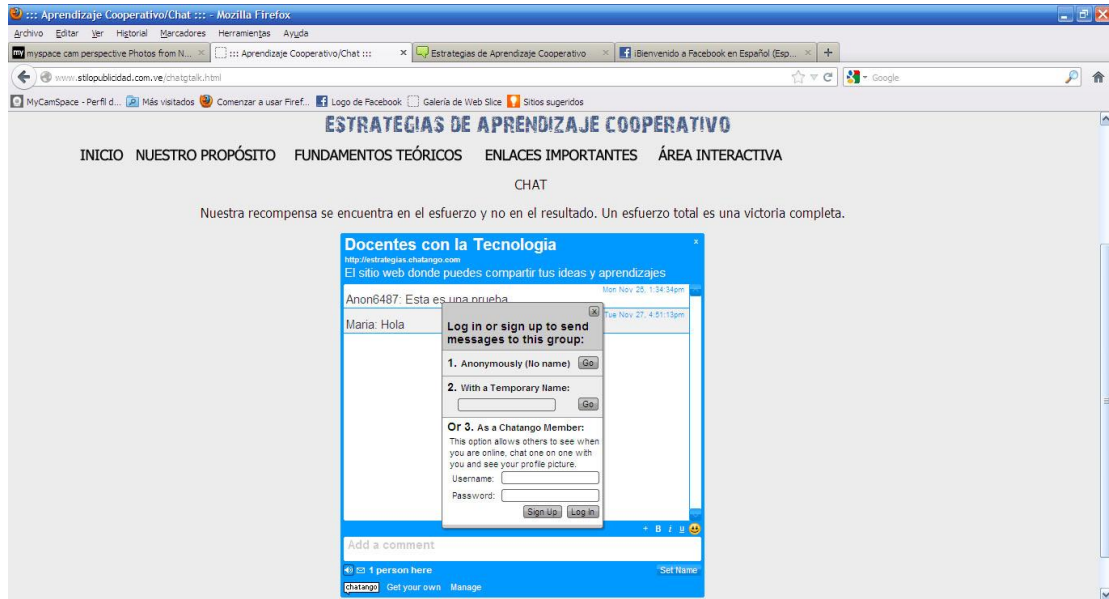 ::: Aprendizaje Cooperativo/Chat ::: - Mozilla Firefox
Archivo Editar Ver Historial Marcadores Herramientas Ayuda
my myspace cam perspective Photos from N... ::: Aprendizaje Cooperativo/Chat ::: Estrategias de Aprendizaje Cooperativo ¡Bienvenido a Facebook en Español (Esp...
www.stilopublicidad.com.ve/chatgtalk.html Google
MyCamSpace - Perfil d... Más visitados Comenzar a usar Firef... Logo de Facebook Galería de Web Slice Sitios sugeridos
ESTRATEGIAS DE APRENDIZAJE COOPERATIVO
INICIO NUESTRO PROPÓSITO FUNDAMENTOS TEÓRICOS ENLACES IMPORTANTES ÁREA INTERACTIVA
CHAT
Nuestra recompensa se encuentra en el esfuerzo y no en el resultado. Un esfuerzo total es una victoria completa.
Docentes con la Tecnologia x
http://estrategias.chatango.com
El sitio web donde puedes compartir tus ideas y aprendizajes
Mon Nov 26, 1:34:34pm
Anon6487: Esta es una prueba
Tue Nov 27, 4:51:13pm
Maria: Hola
x
Log in or sign up to send
messages to this group:
1. Anonymously (No name) Go
2. With a Temporary Name:
Go
Or 3. As a Chatango Member:
This option allows others to see when
you are online, chat one on one with
you and see your profile picture.
Username:
Password:
Sign Up Log In
+ B i u
Add a comment
1 person here Set Name
chatango Get your own Manage